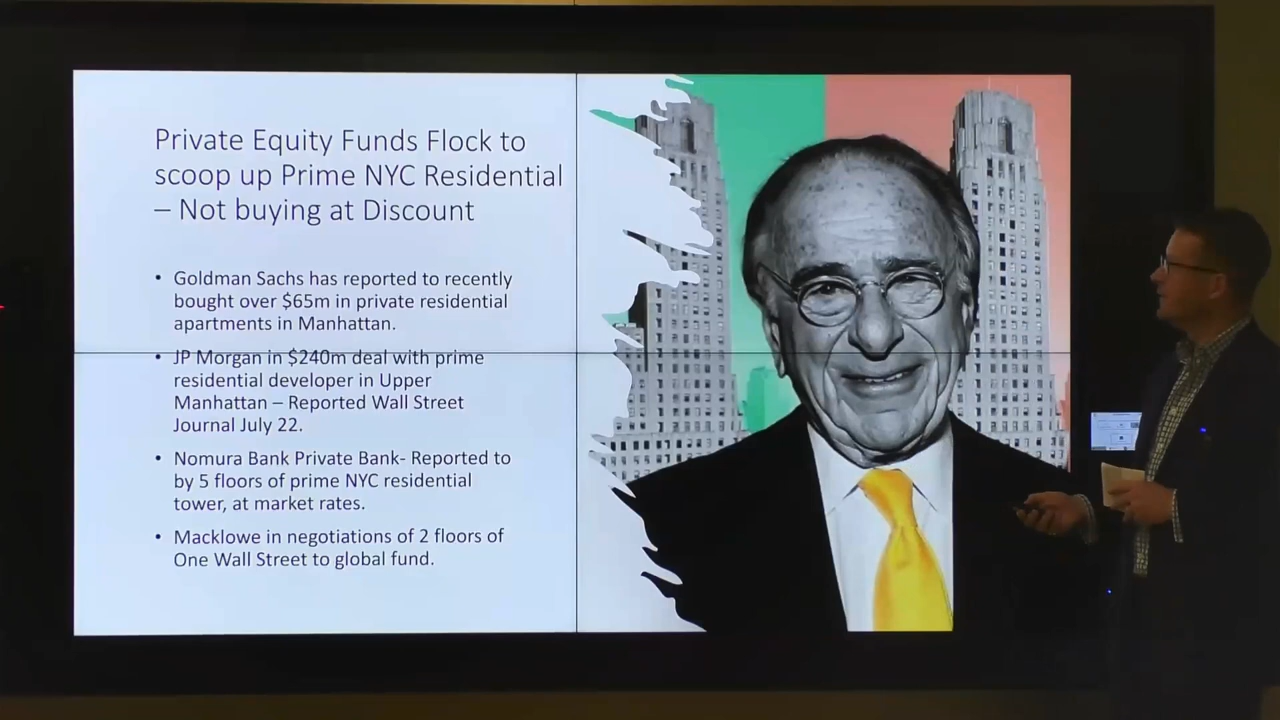 Private Equity Funds Flock to
scoop up Prime NYC Residential
– Not buying at Discount
• Goldman Sachs has reported to recently
bought over $65m in private residential
apartments in Manhattan.
• JP Morgan in $240m deal with prime
residential developer in Upper
Manhattan – Reported Wall Street
Journal July 22.
• Nomura Bank Private Bank- Reported to
by 5 floors of prime NYC residential
tower, at market rates.
• Macklowe in negotiations of 2 floors of
One Wall Street to global fund.